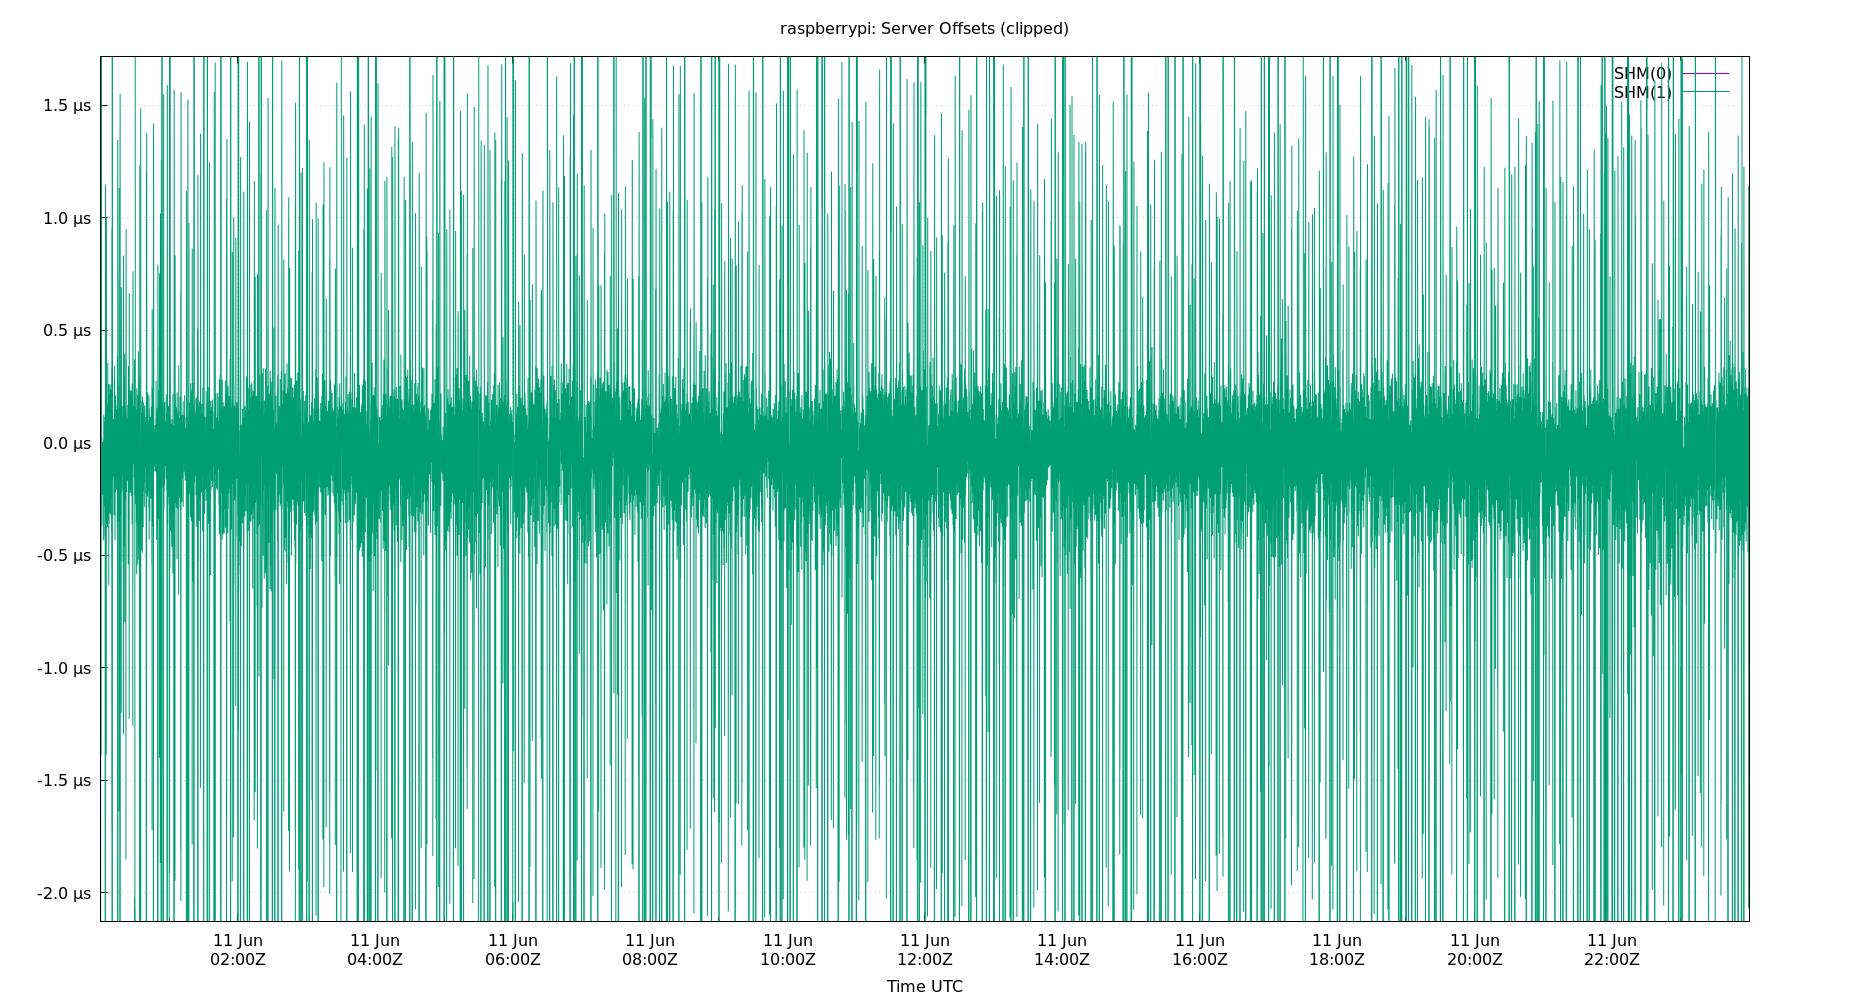 raspberrypi: Server Offsets (clipped)
SHM(0)
SHM(1)
1.5 µs
1.0 µs
0.5 µs
0.0 µs
-0.5 µs
-1.0 µs
-1.5 µs
-2.0 µs
11 Jun 11 Jun 11 Jun 11 Jun 11 Jun 11 Jun 11 Jun 11 Jun 11 Jun 11 Jun 11 Jun
02:00Z 04:00Z 06:00Z 08:00Z 10:00Z 12:00Z 14:00Z 16:00Z 18:00Z 20:00Z 22:00Z
Time UTC